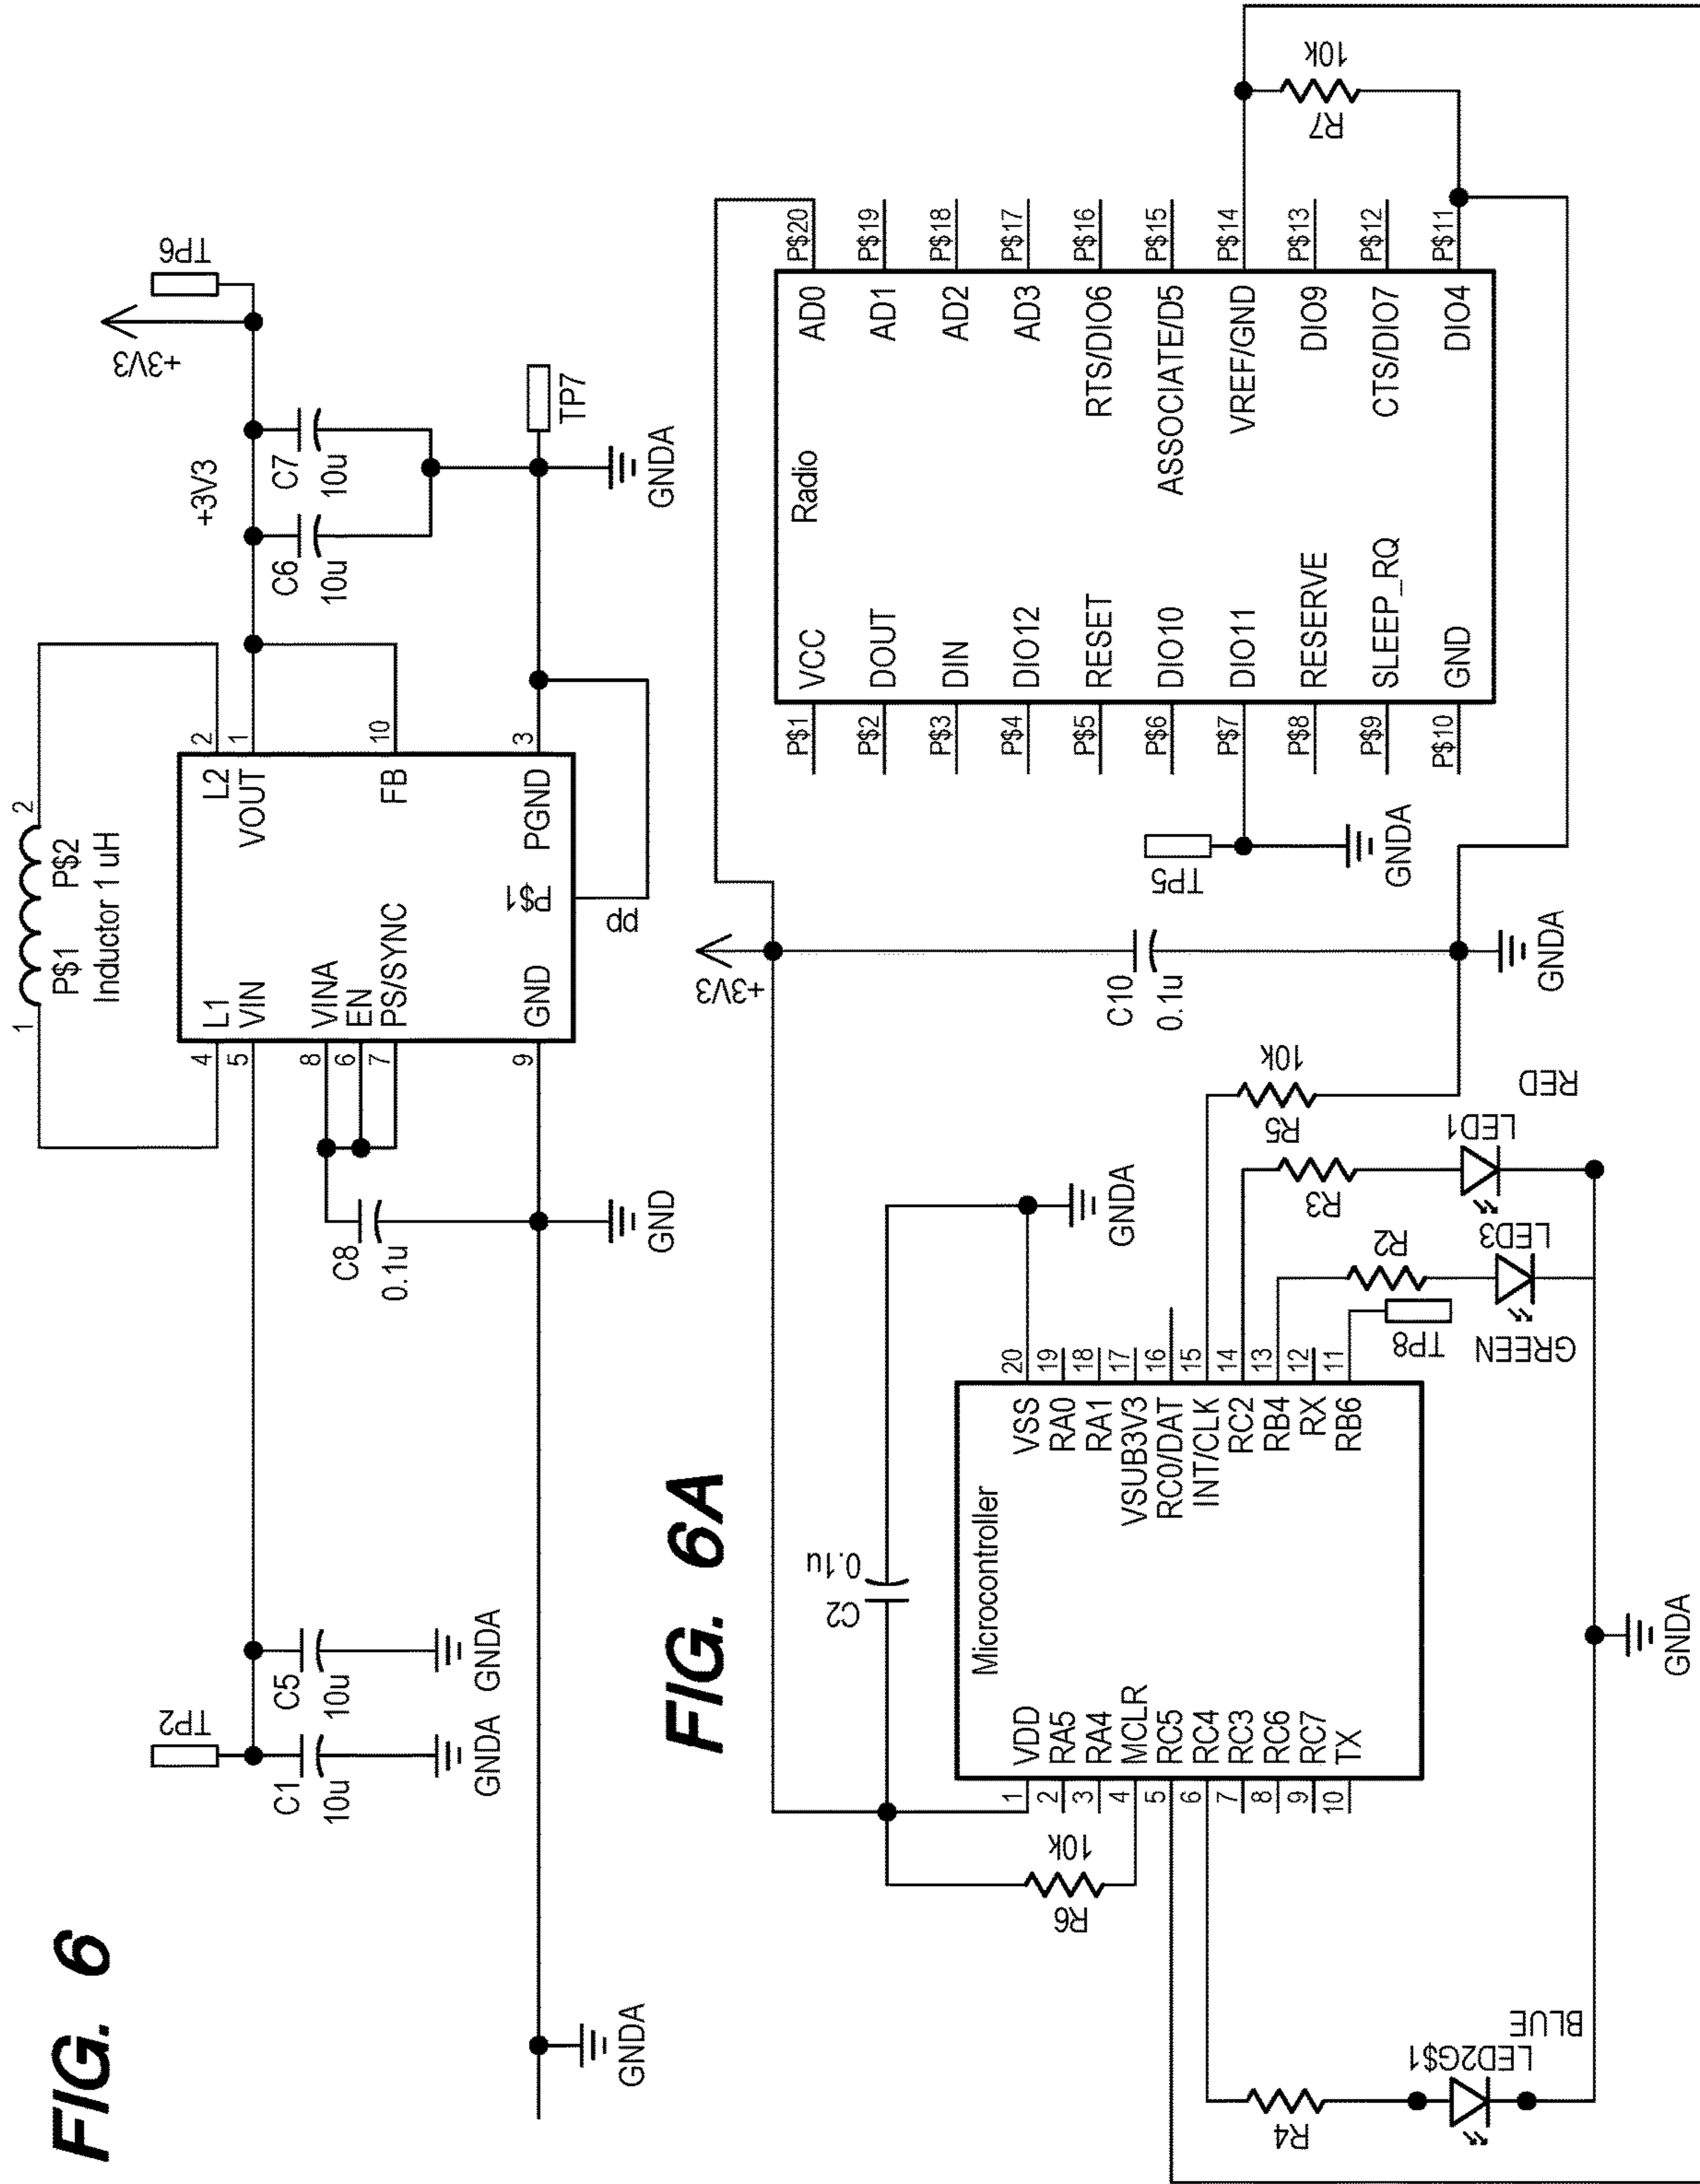 FIG. 6
P$1 P$2
Inductor 1 uH
1
2
4
5
8
6
7
9
L1
VIN
VINA
EN
PS/SYNC
GND
L2
VOUT
FB
PGND
P$1
pp
2
1
10
3
TP2
C1
10u
GNDA
C5
10u
GNDA
C8
0.1u
GND
GNDA
+3V3
C6
10u
C7
10u
+3V3
TP6
TP7
GNDA
FIG. 6A
Microcontroller
1
2
3
4
5
6
7
8
9
10
VDD
RA5
RA4
MCLR
RC5
RC4
RC3
RC6
RC7
TX
VSS
RA0
RA1
VSUB3V3
RC0/DAT
INT/CLK
RC2
RB4
RX
RB6
20
19
18
17
16
15
14
13
12
11
C2
0.1u
GNDA
R6
10k
R4
LED2G$1
BLUE
GNDA
TP8
GREEN
R2
LED3
R3
LED1
RED
R5
10k
+3V3
C10
0.1u
GNDA
TP5
GNDA
Radio
P$1
P$2
P$3
P$4
P$5
P$6
P$7
P$8
P$9
P$10
VCC
DOUT
DIN
DIO12
RESET
DIO10
DIO11
RESERVE
SLEEP_RQ
GND
AD0
AD1
AD2
AD3
RTS/DIO6
ASSOCIATE/D5
VREF/GND
DIO9
CTS/DIO7
DIO4
P$20
P$19
P$18
P$17
P$16
P$15
P$14
P$13
P$12
P$11
R7
10k